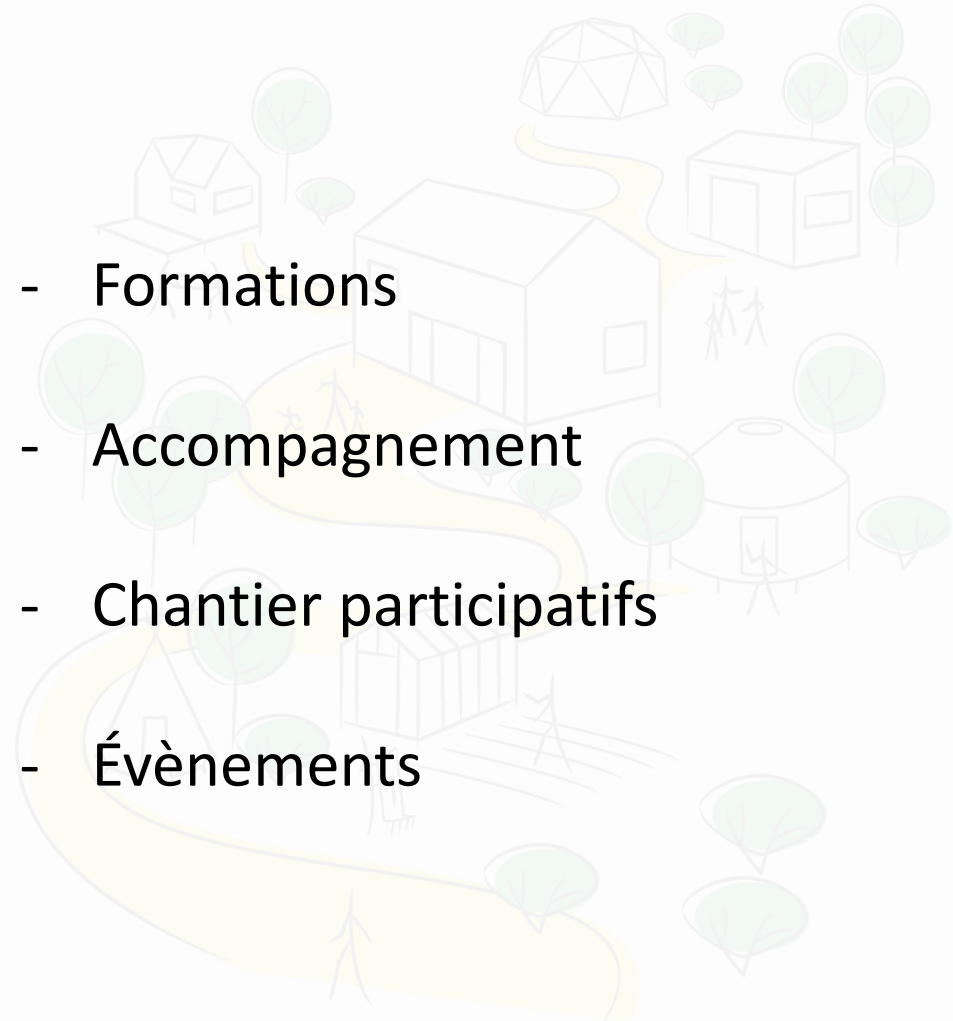 - Formations
- Accompagnement
- Chantier participatifs
- Évènements